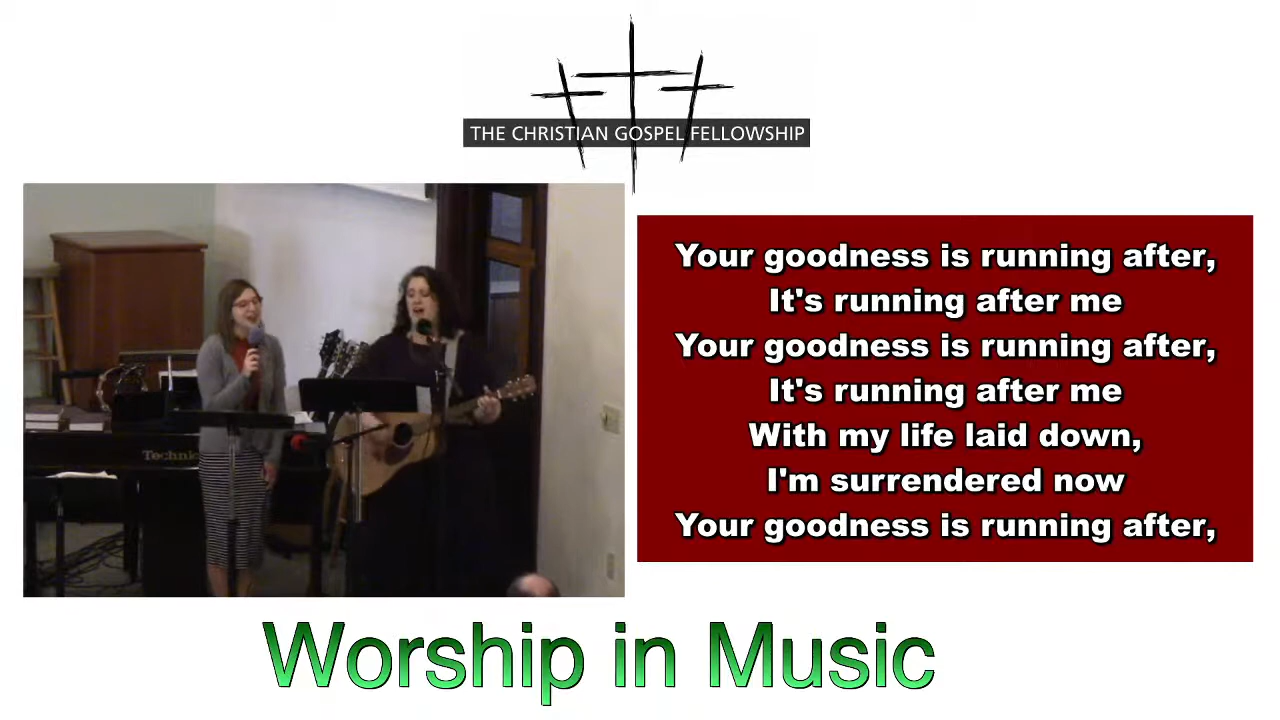 THE CHRISTIAN GOSPEL FELLOWSHIP
Your goodness is running after,
It's running after me
Your goodness is running after,
It's running after me
With my life laid down,
I'm surrendered now
Your goodness is running after,
Technics
Worship in Music